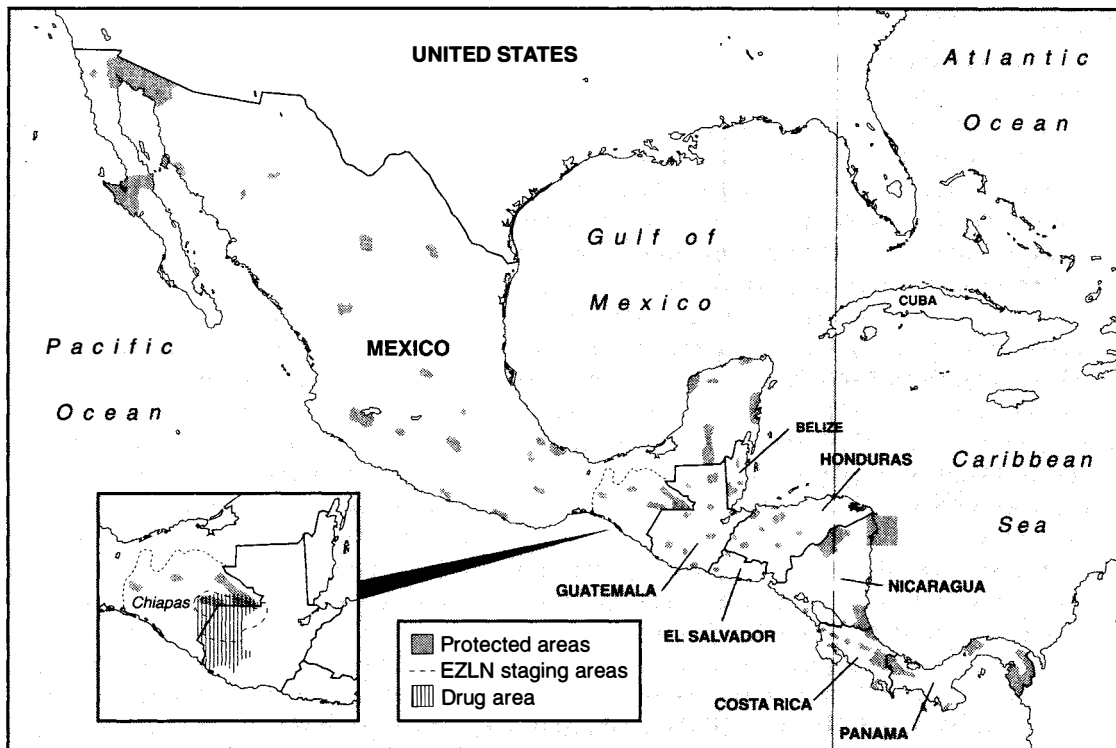 UNITED STATES
Atlantic
Ocean
Gulf of
Mexico
CUBA
Pacific
Ocean
MEXICO
BELIZE
HONDURAS
Caribbean
Sea
GUATEMALA
NICARAGUA
EL SALVADOR
COSTA RICA
PANAMA
Chiapas
Protected areas
EZLN staging areas
Drug area